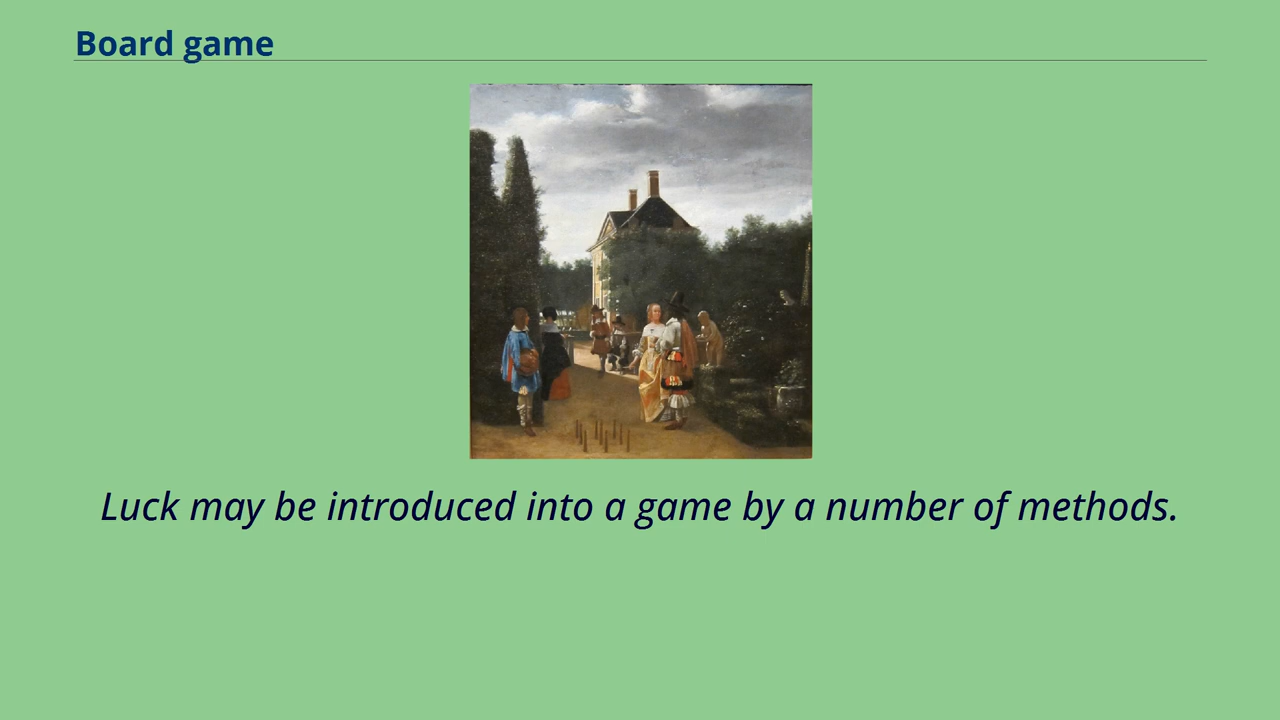 Board game
Luck may be introduced into a game by a number of methods.